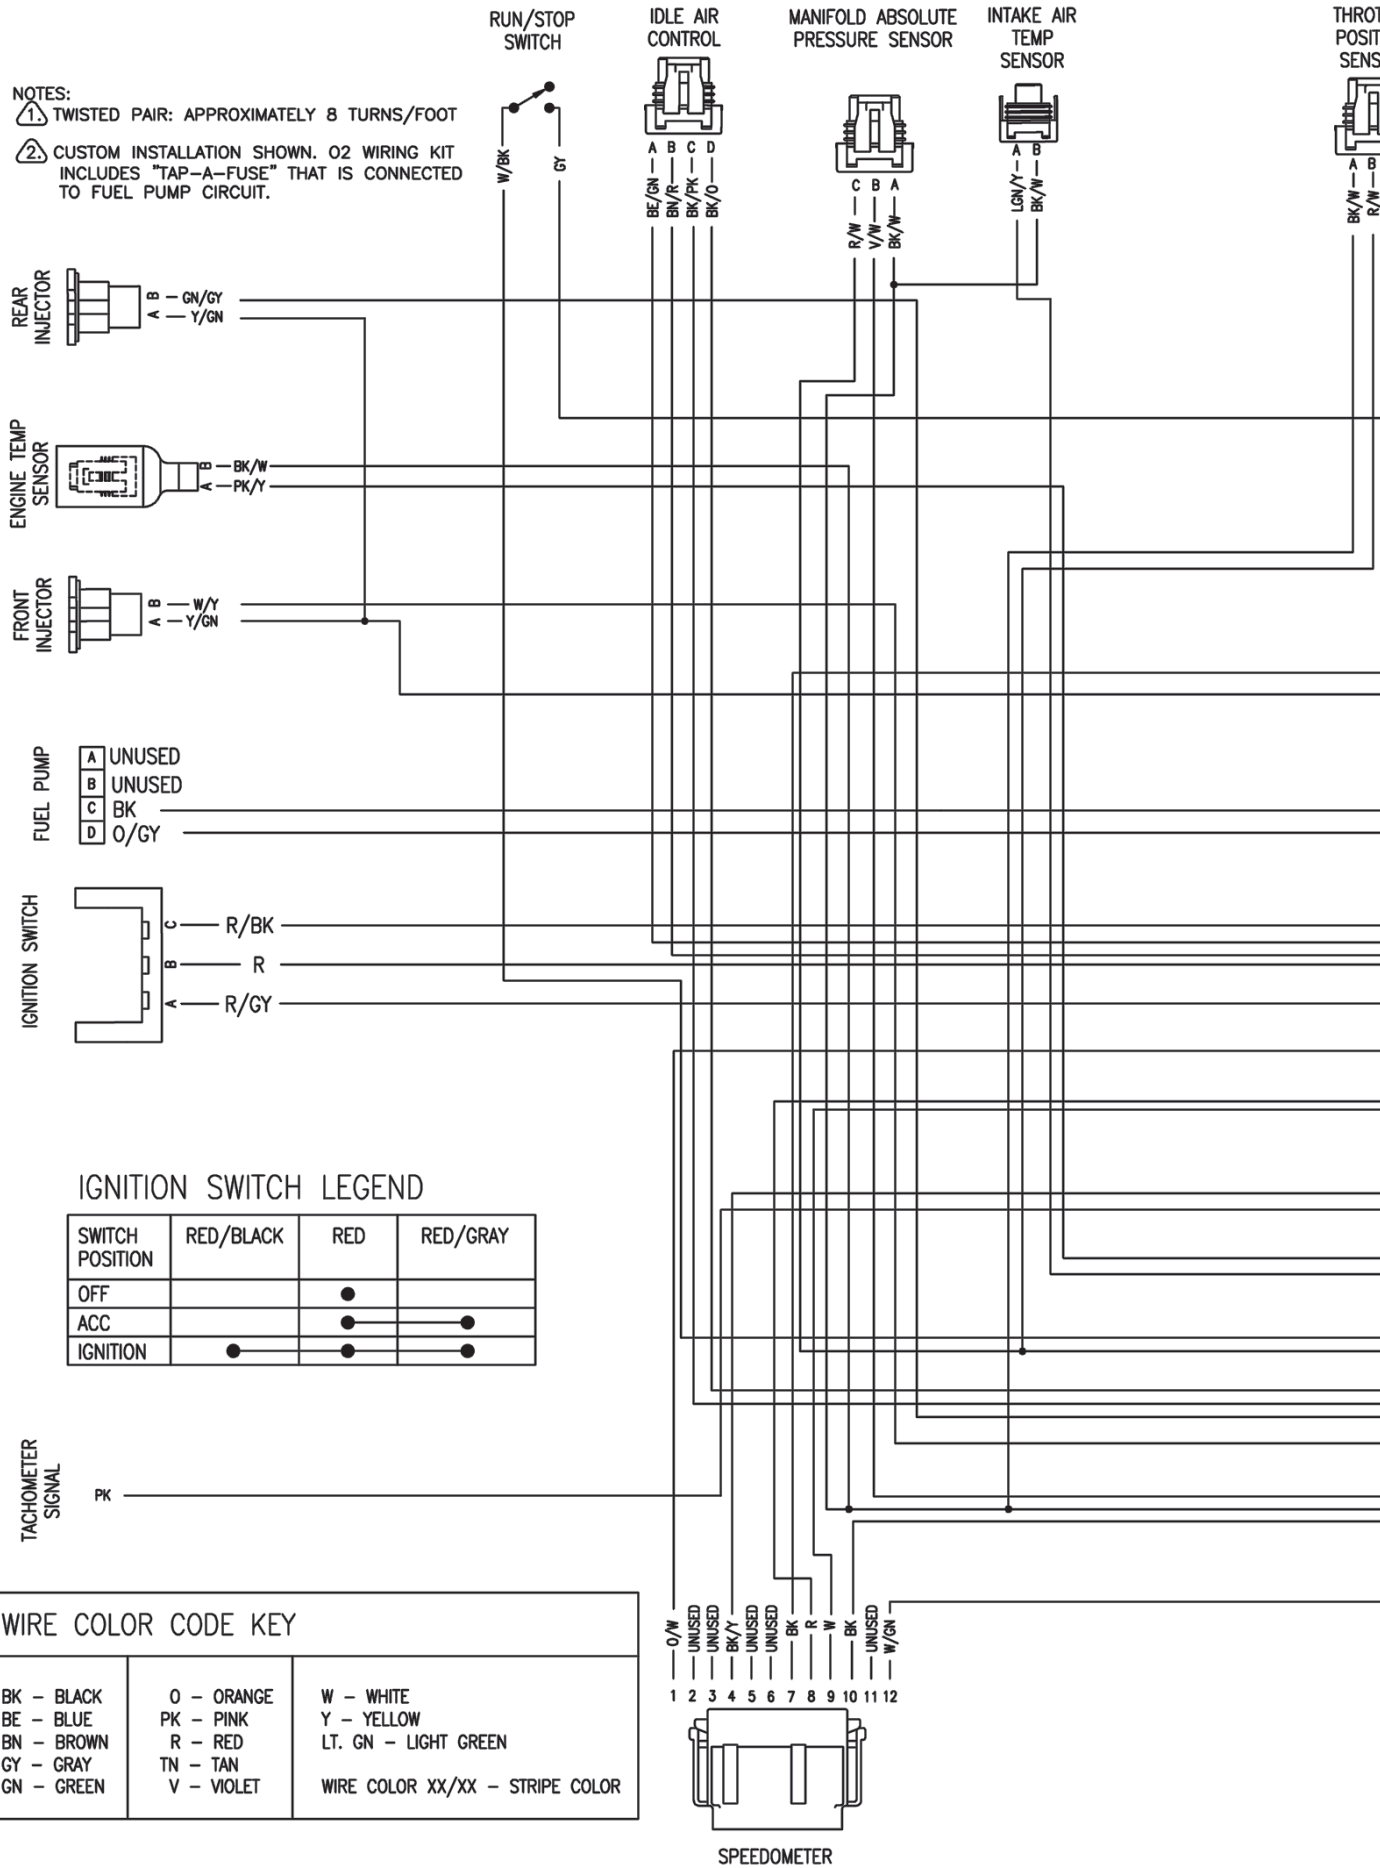 RUN/STOP
SWITCH
IDLE AIR
CONTROL
MANIFOLD ABSOLUTE
PRESSURE SENSOR
INTAKE AIR
TEMP
SENSOR
THROT
POSIT
SENS
NOTES:
1. TWISTED PAIR: APPROXIMATELY 8 TURNS/FOOT
2. CUSTOM INSTALLATION SHOWN. O2 WIRING KIT
INCLUDES "TAP-A-FUSE" THAT IS CONNECTED
TO FUEL PUMP CIRCUIT.
W/BK
GY
A B C D
BE/GN
BN/R
BK/PK
BK/O
C B A
R/W
V/W
BK/W
A B
LGN/Y
BK/W
A B
BK/W
R/W
REAR
INJECTOR
B GN/GY
A Y/GN
ENGINE TEMP
SENSOR
B BK/W
A PK/Y
FRONT
INJECTOR
B W/Y
A Y/GN
FUEL PUMP
A UNUSED
B UNUSED
C BK
D O/GY
IGNITION SWITCH
C R/BK
B R
A R/GY
IGNITION SWITCH LEGEND
SWITCH
POSITION
RED/BLACK
RED
RED/GRAY
OFF
ACC
IGNITION
TACHOMETER
SIGNAL
PK
WIRE COLOR CODE KEY
BK - BLACK
BE - BLUE
BN - BROWN
GY - GRAY
GN - GREEN
O - ORANGE
PK - PINK
R - RED
TN - TAN
V - VIOLET
W - WHITE
Y - YELLOW
LT. GN - LIGHT GREEN
WIRE COLOR XX/XX - STRIPE COLOR
O/W
UNUSED
UNUSED
BK/Y
UNUSED
UNUSED
BK
R
W
BK
UNUSED
W/GN
1 2 3 4 5 6 7 8 9 10 11 12
SPEEDOMETER